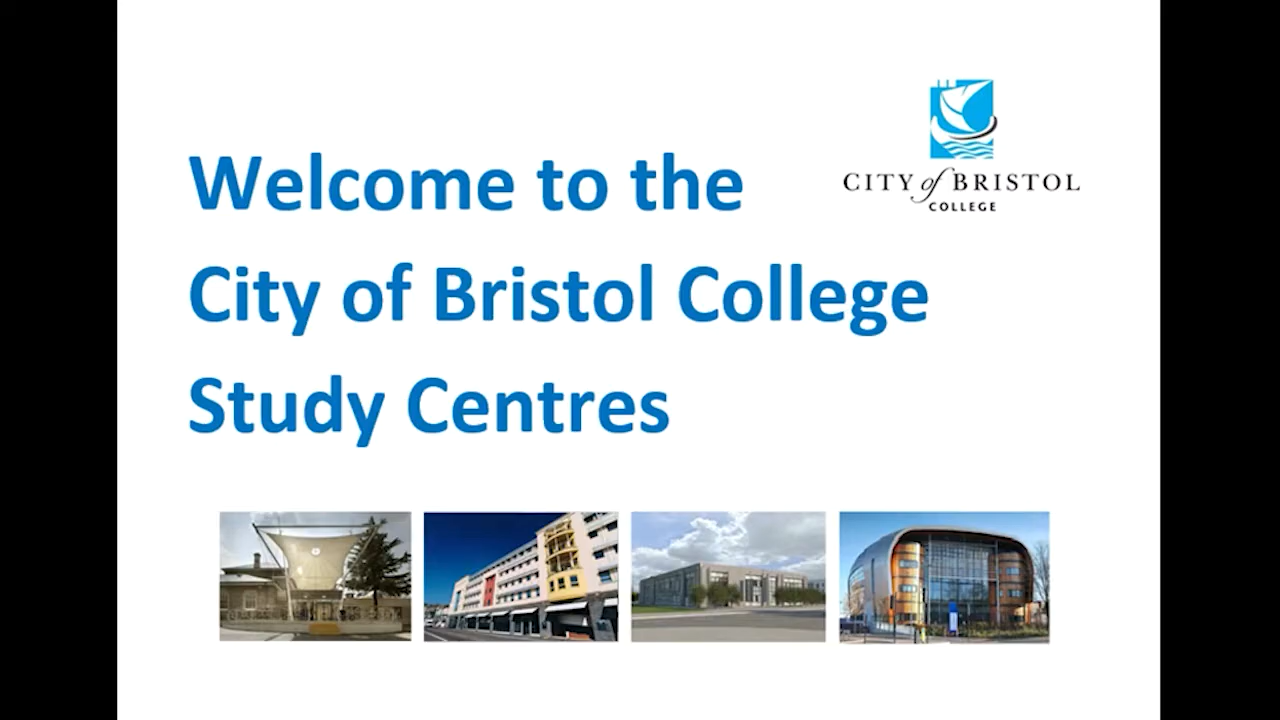 Welcome to the
City of Bristol College
Study Centres
CITY of BRISTOL
COLLEGE